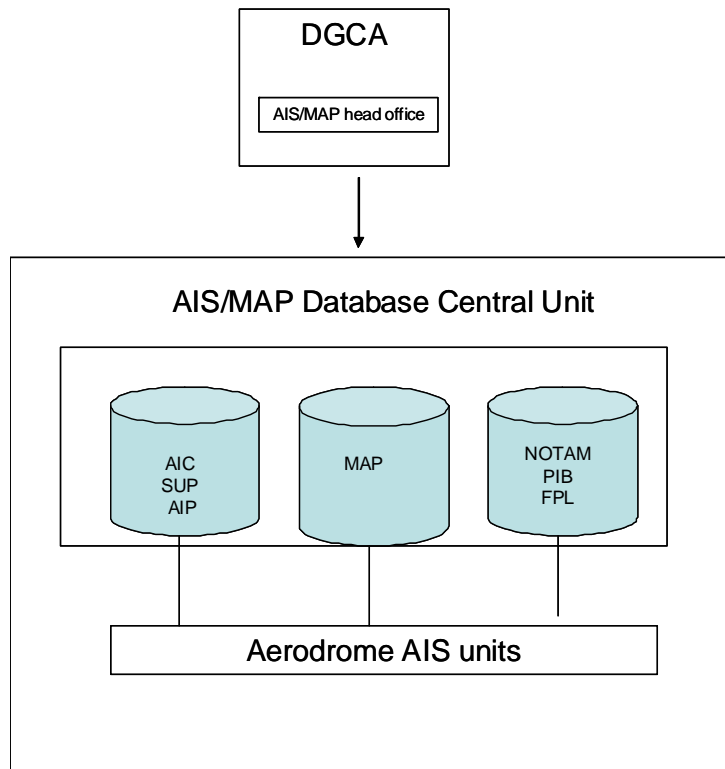 DGCA
AIS/MAP head office
AIS/MAP Database Central Unit
AIC
SUP
AIP
MAP
NOTAM
PIB
FPL
Aerodrome AIS units